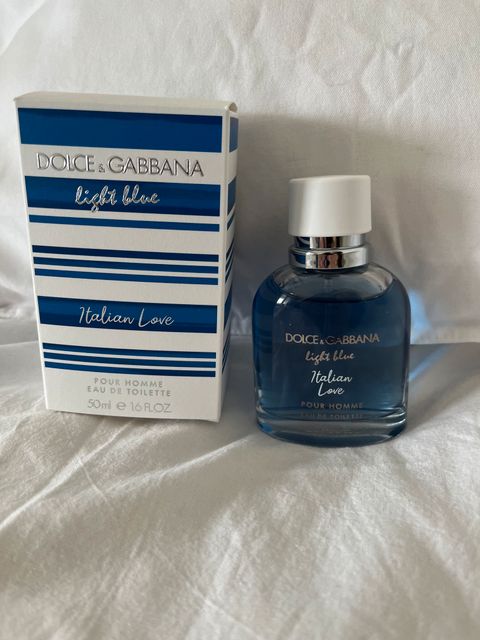 DOLCE & GABBANA
light blue
Italian Love
POUR HOMME
EAU DE TOILETTE
50ml e 1.6 FL.OZ
DOLCE & GABBANA
light blue
Italian
Love
POUR HOMME
EAU DE TOILETTE